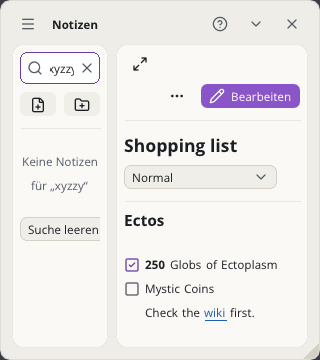 Notizen
xyzzy
Bearbeiten
Keine Notizen
für „xyzzy“
Suche leeren
Shopping list
Normal
Ectos
250 Globs of Ectoplasm
Mystic Coins
Check the wiki first.